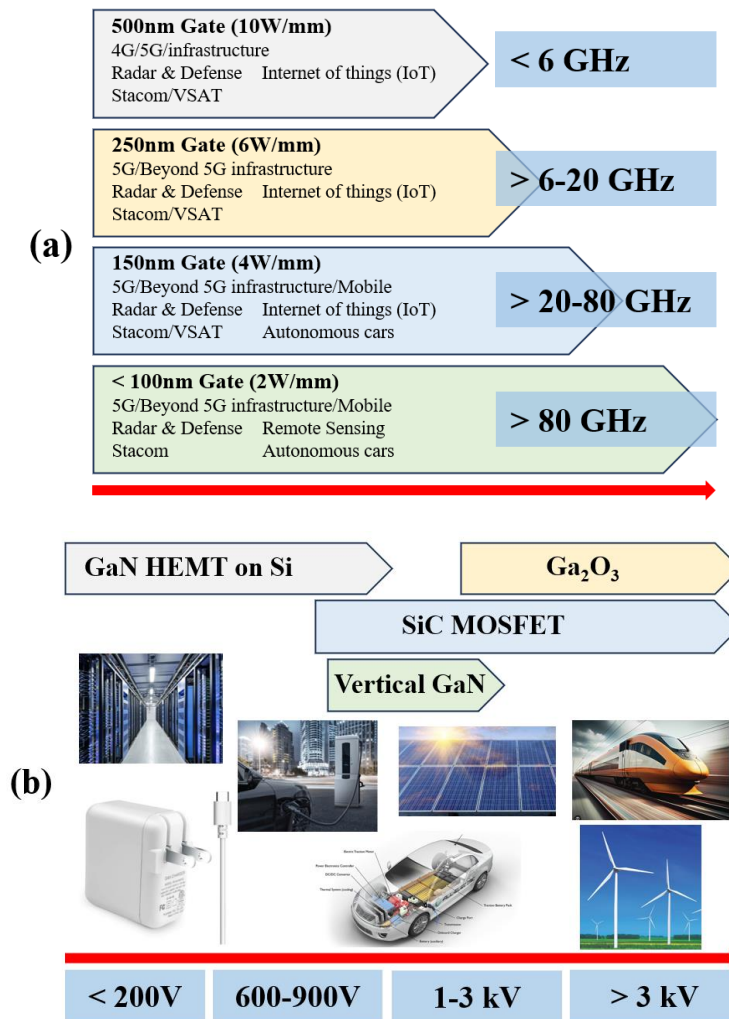 500nm Gate (10W/mm)
4G/5G/infrastructure
Radar & Defense Internet of things (IoT)
Stacom/VSAT
< 6 GHz
250nm Gate (6W/mm)
5G/Beyond 5G infrastructure
Radar & Defense Internet of things (IoT)
Stacom/VSAT
> 6-20 GHz
(a)
150nm Gate (4W/mm)
5G/Beyond 5G infrastructure/Mobile
Radar & Defense Internet of things (IoT)
Stacom/VSAT Autonomous cars
> 20-80 GHz
< 100nm Gate (2W/mm)
5G/Beyond 5G infrastructure/Mobile
Radar & Defense Remote Sensing
Stacom Autonomous cars
> 80 GHz
GaN HEMT on Si
Ga₂O₃
SiC MOSFET
Vertical GaN
(b)
< 200V
600-900V
1-3 kV
> 3 kV